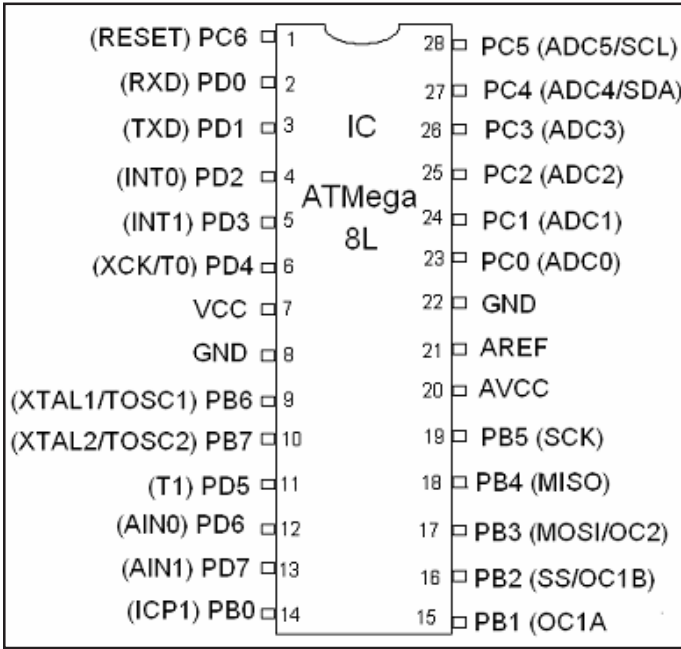 (RESET) PC6 1
(RXD) PD0 2
(TXD) PD1 3
(INT0) PD2 4
(INT1) PD3 5
(XCK/T0) PD4 6
VCC 7
GND 8
(XTAL1/TOSC1) PB6 9
(XTAL2/TOSC2) PB7 10
(T1) PD5 11
(AIN0) PD6 12
(AIN1) PD7 13
(ICP1) PB0 14
IC
ATMega
8L
28 PC5 (ADC5/SCL)
27 PC4 (ADC4/SDA)
26 PC3 (ADC3)
25 PC2 (ADC2)
24 PC1 (ADC1)
23 PC0 (ADC0)
22 GND
21 AREF
20 AVCC
19 PB5 (SCK)
18 PB4 (MISO)
17 PB3 (MOSI/OC2)
16 PB2 (SS/OC1B)
15 PB1 (OC1A